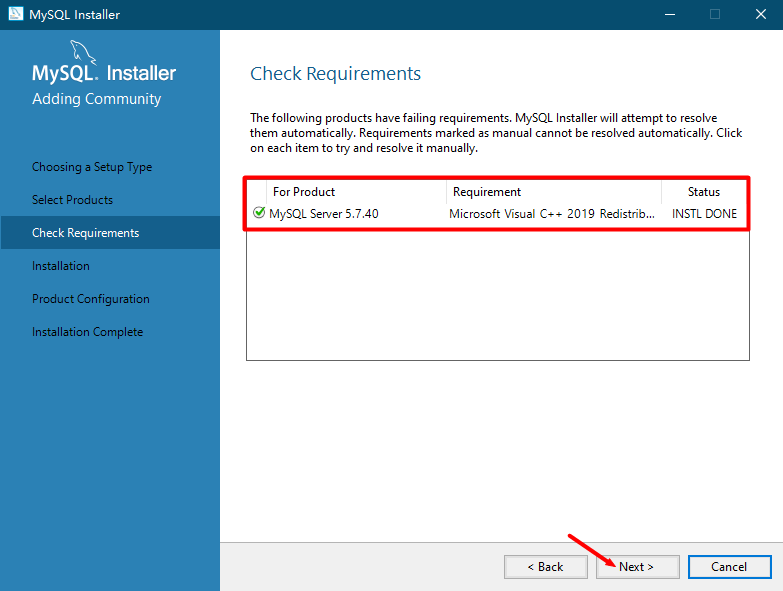 MySQL Installer
MySQL. Installer
Adding Community
Choosing a Setup Type
Select Products
Check Requirements
Installation
Product Configuration
Installation Complete
Check Requirements
The following products have failing requirements. MySQL Installer will attempt to resolve
them automatically. Requirements marked as manual cannot be resolved automatically. Click
on each item to try and resolve it manually.
For Product Requirement Status
MySQL Server 5.7.40 Microsoft Visual C++ 2019 Redistrib... INSTL DONE
< Back Next > Cancel